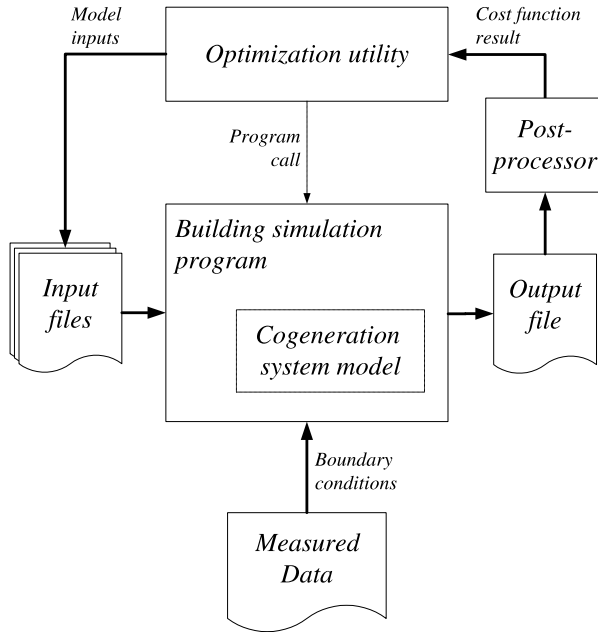 Model
inputs
Cost function
result
Optimization utility
Program
call
Post-
processor
Building simulation
program
Input
files
Output
file
Cogeneration
system model
Boundary
conditions
Measured
Data